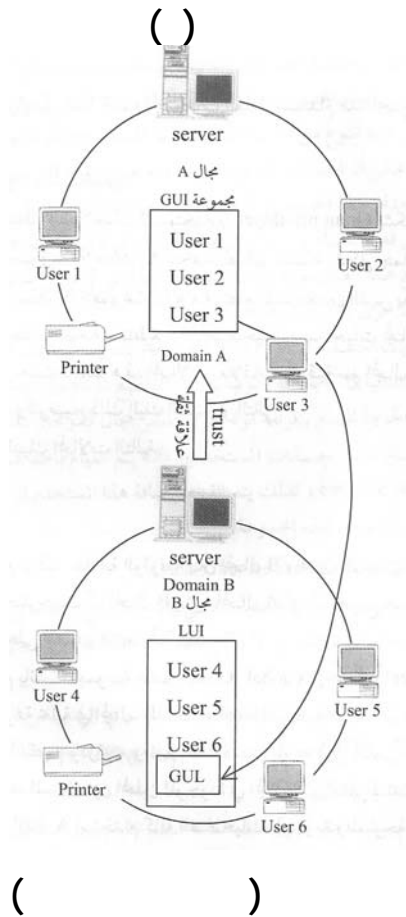 ( )
server
مجال A
مجموعة GUI
User 1
User 2
User 3
User 1
User 2
Printer
User 3
Domain A
علاقة ثقة
trust
server
Domain B
مجال B
LUI
User 4
User 5
User 6
GUL
User 4
User 5
Printer
User 6
( )